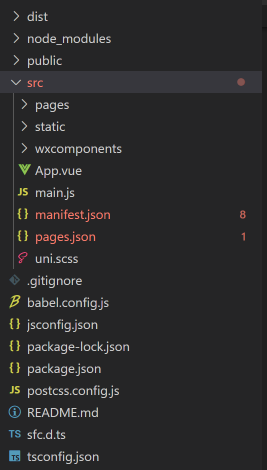 dist
node_modules
public
src
pages
static
wxcomponents
App.vue
JS main.js
{} manifest.json 8
{} pages.json 1
uni.scss
.gitignore
babel.config.js
{} jsconfig.json
{} package-lock.json
{} package.json
JS postcss.config.js
README.md
TS sfc.d.ts
TS tsconfig.json